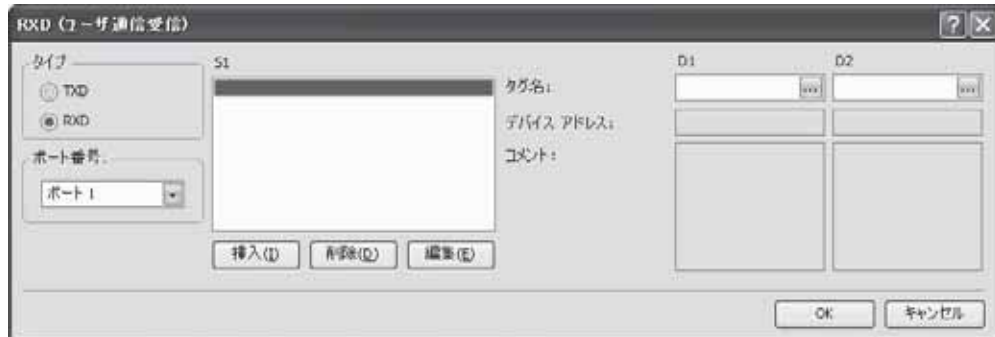 RXD (ユーザ通信受信)
タイプ
TXD
RXD
ポート番号:
ポート 1
S1
挿入(I)
削除(D)
編集(E)
タグ名:
デバイス アドレス:
コメント:
D1
...
D2
...
OK
キャンセル